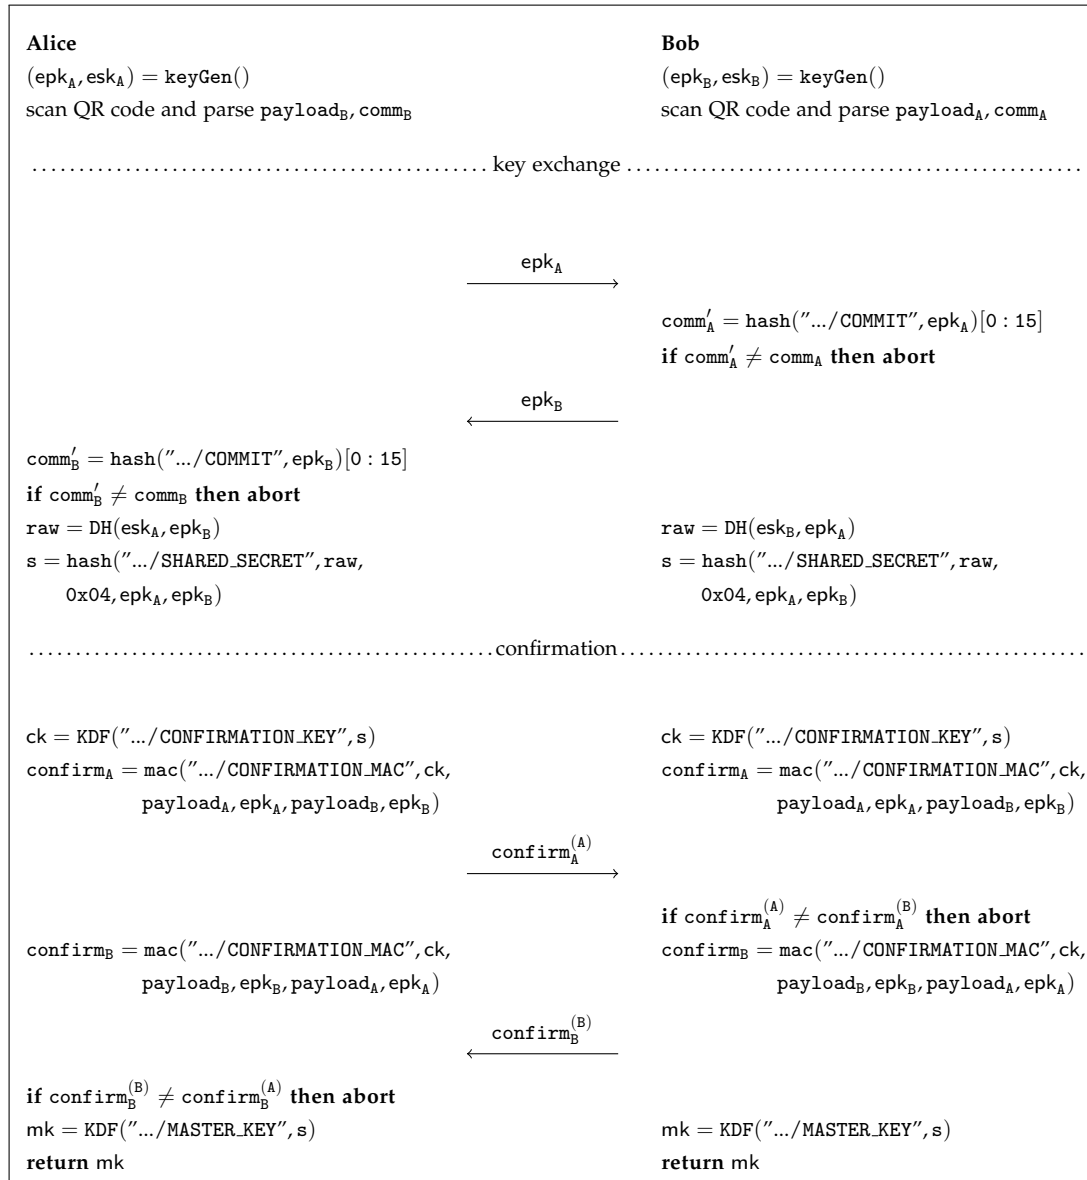 Alice Bob
(epk_A, esk_A) = keyGen() (epk_B, esk_B) = keyGen()
scan QR code and parse payload_B, comm_B scan QR code and parse payload_A, comm_A
key exchange
epk_A
comm′_A = hash("…/COMMIT", epk_A)[0 : 15]
if comm′_A ≠ comm_A then abort
epk_B
comm′_B = hash("…/COMMIT", epk_B)[0 : 15]
if comm′_B ≠ comm_B then abort
raw = DH(esk_A, epk_B) raw = DH(esk_B, epk_A)
s = hash("…/SHARED_SECRET", raw, s = hash("…/SHARED_SECRET", raw,
0x04, epk_A, epk_B) 0x04, epk_A, epk_B)
confirmation
ck = KDF("…/CONFIRMATION_KEY", s) ck = KDF("…/CONFIRMATION_KEY", s)
confirm_A = mac("…/CONFIRMATION_MAC", ck, confirm_A = mac("…/CONFIRMATION_MAC", ck,
payload_A, epk_A, payload_B, epk_B) payload_A, epk_A, payload_B, epk_B)
confirm_A^(A)
if confirm_A^(A) ≠ confirm_A^(B) then abort
confirm_B = mac("…/CONFIRMATION_MAC", ck, confirm_B = mac("…/CONFIRMATION_MAC", ck,
payload_B, epk_B, payload_A, epk_A) payload_B, epk_B, payload_A, epk_A)
confirm_B^(B)
if confirm_B^(B) ≠ confirm_B^(A) then abort
mk = KDF("…/MASTER_KEY", s) mk = KDF("…/MASTER_KEY", s)
return mk return mk